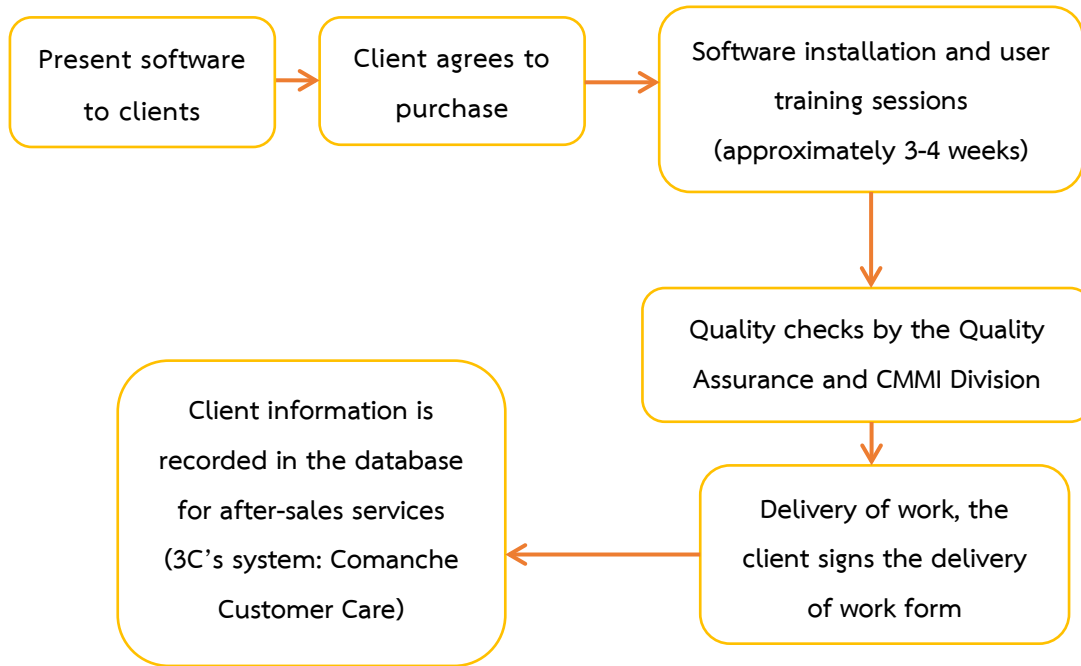 Present software
to clients
Client agrees to
purchase
Software installation and user
training sessions
(approximately 3-4 weeks)
Quality checks by the Quality
Assurance and CMMI Division
Delivery of work, the
client signs the delivery
of work form
Client information is
recorded in the database
for after-sales services
(3C’s system: Comanche
Customer Care)